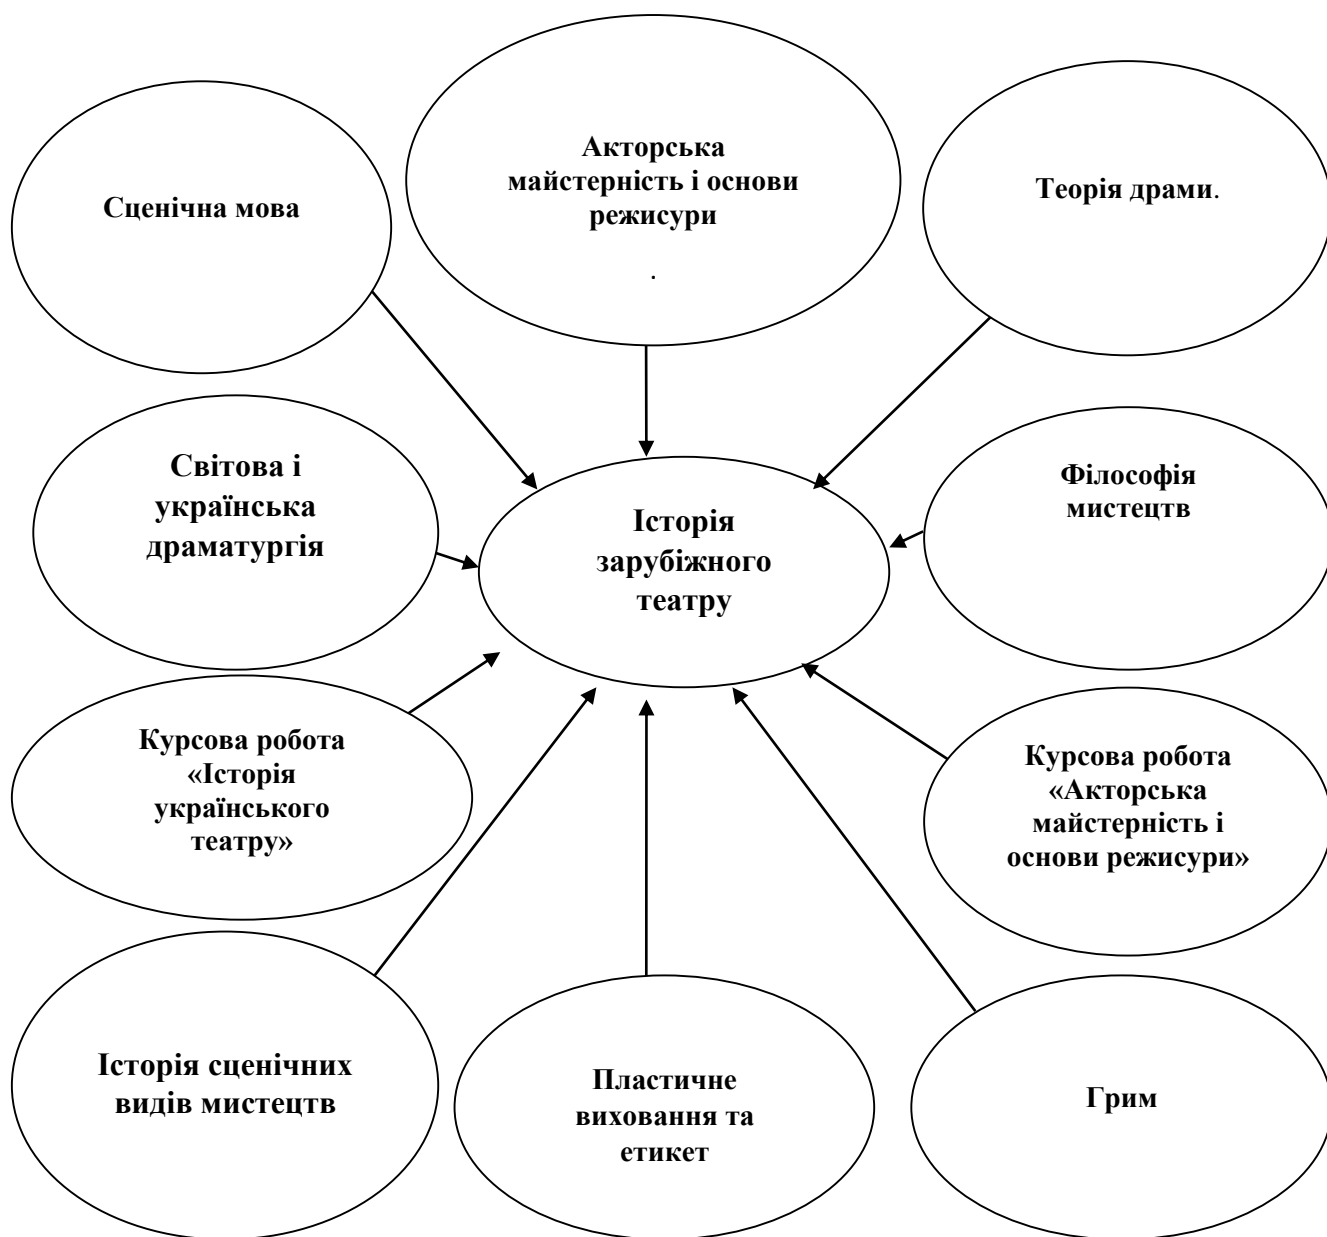 Сценічна мова
Акторська
майстерність і основи
режисури
.
Теорія драми.
Світова і
українська
драматургія
Історія
зарубіжного
театру
Філософія
мистецтв
Курсова робота
«Історія
українського
театру»
Курсова робота
«Акторська
майстерність і
основи режисури»
Історія сценічних
видів мистецтв
Пластичне
виховання та
етикет
Грим